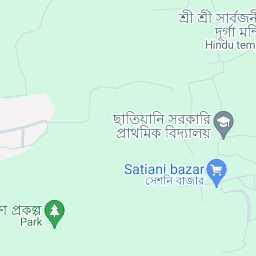 শ্রী শ্রী সার্বজনী
দূর্গা মন্দি
Hindu tem
ছাতিয়ানি সরকারি
প্রাথমিক বিদ্যালয়
Satiani bazar
সেশনি বাজার
ণ প্রকল্প
Park